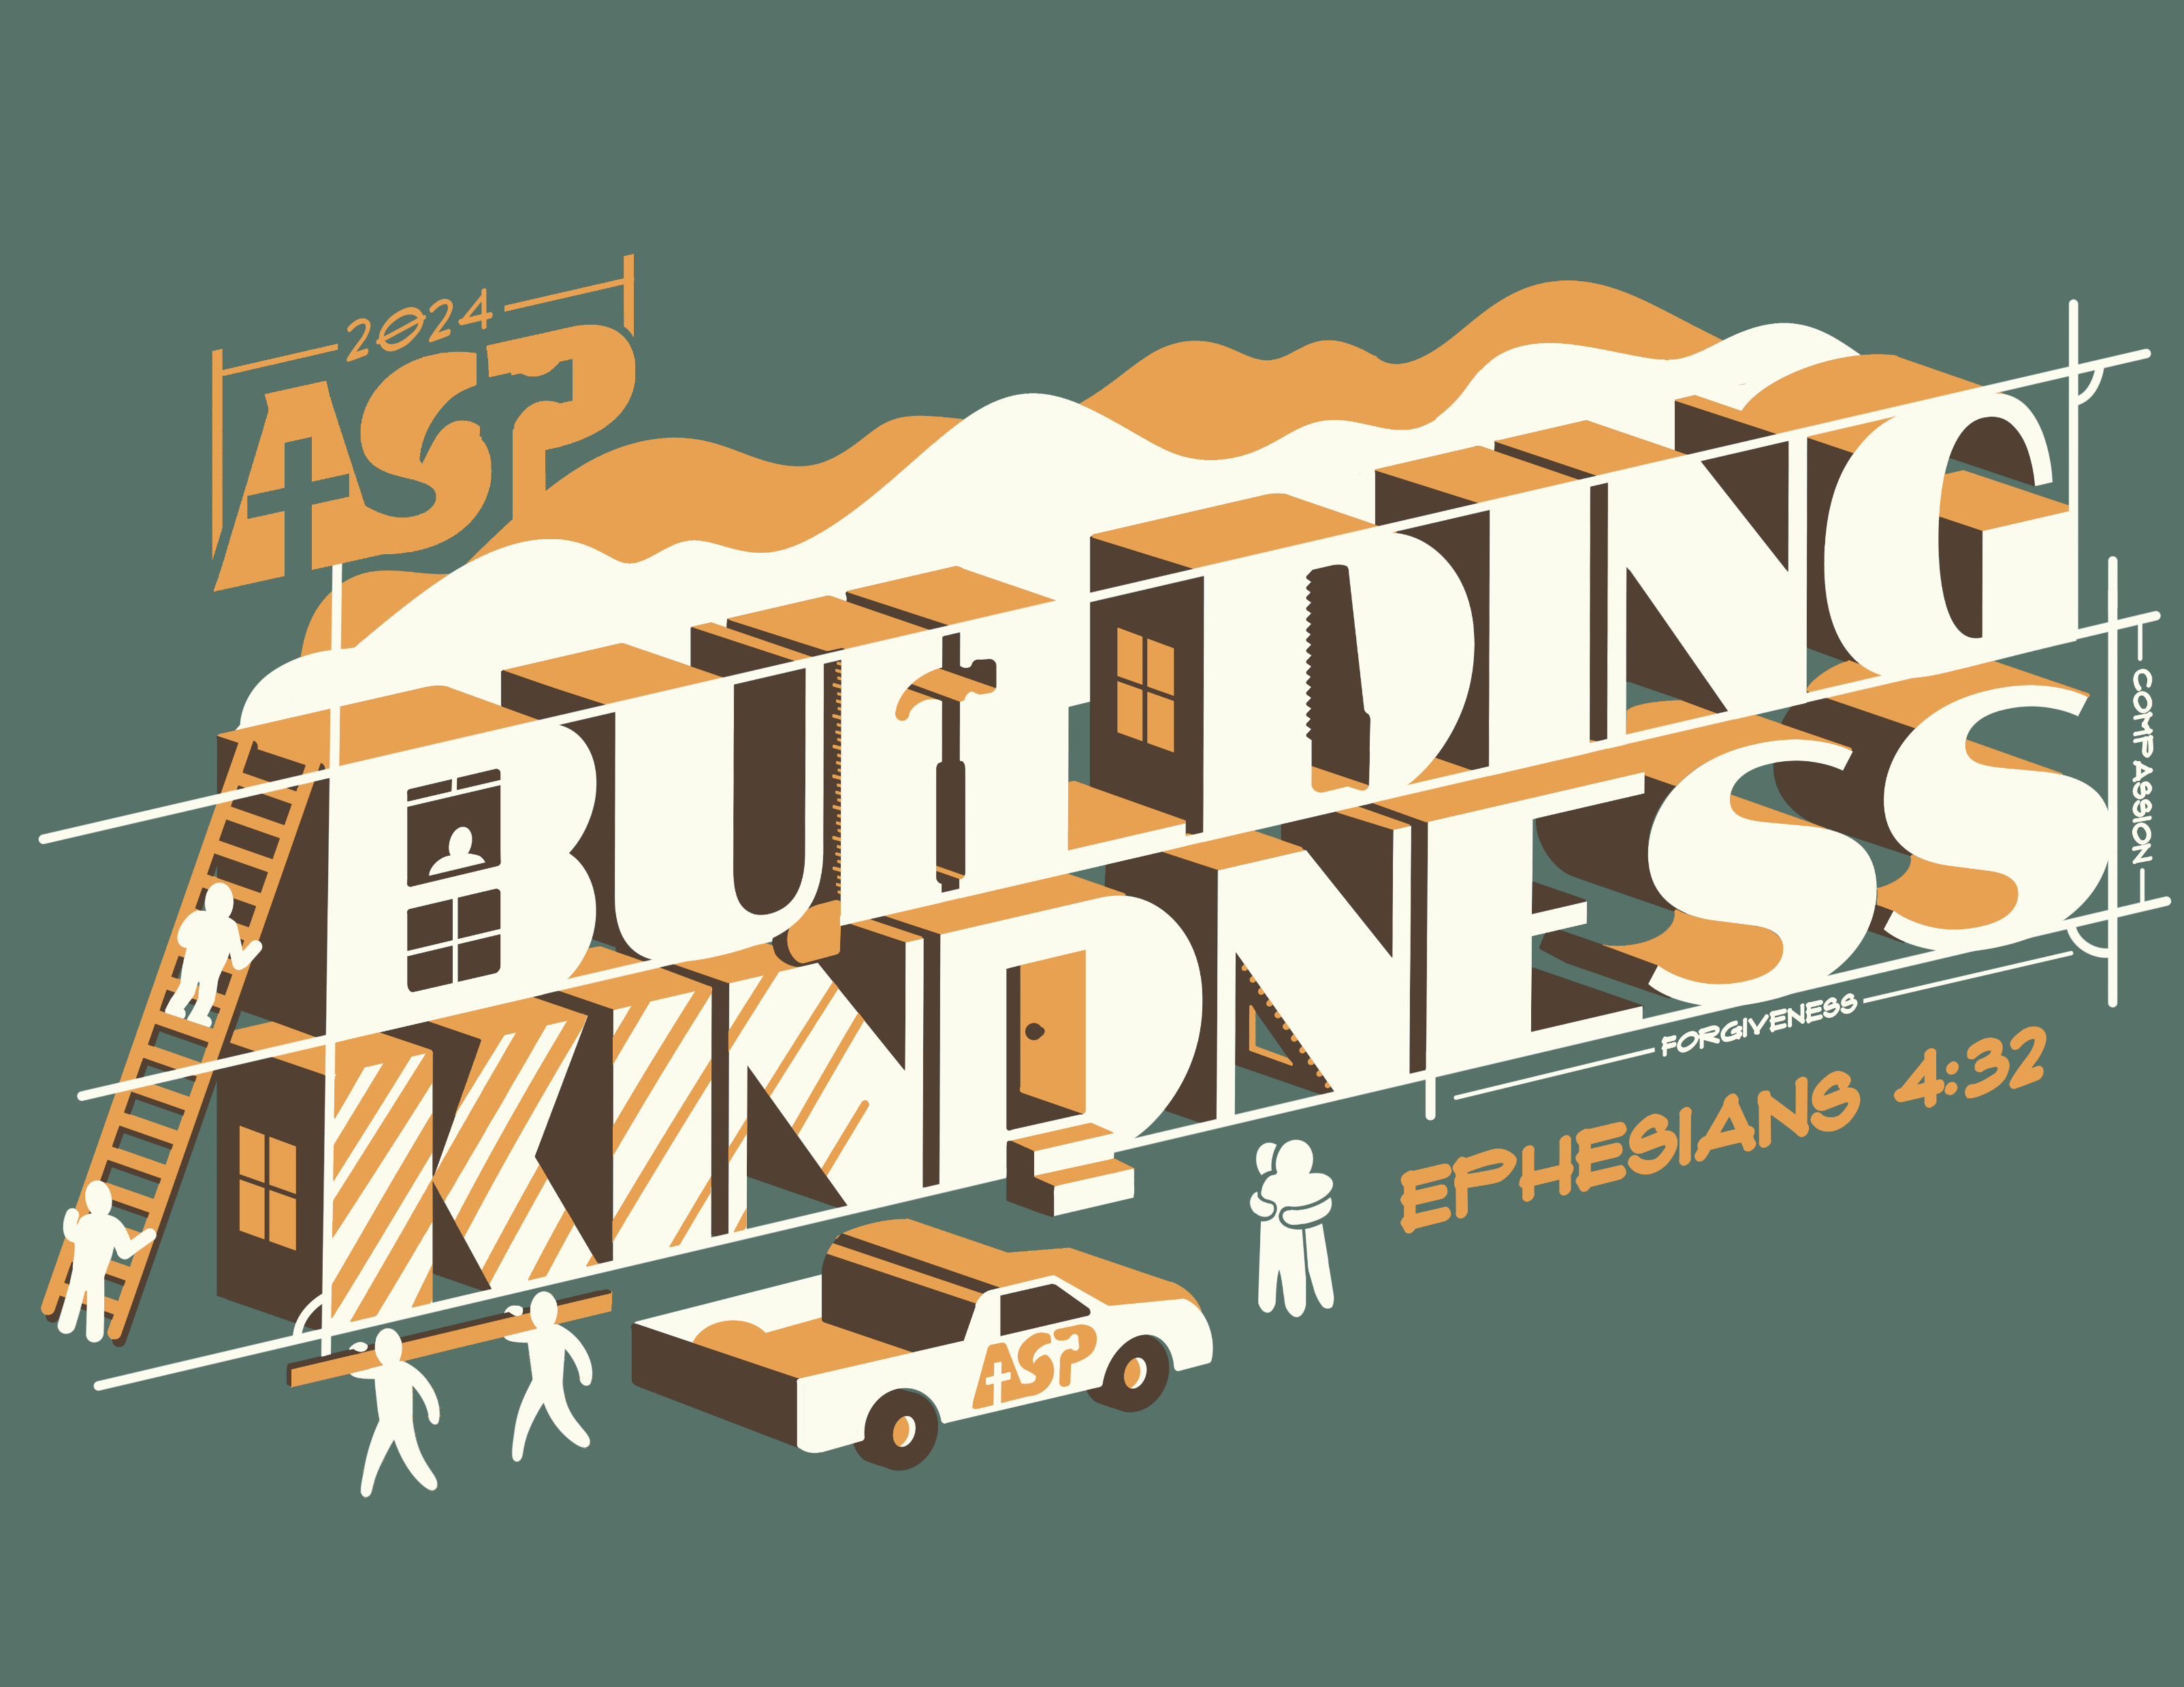 2024
ASP
BUILDING
KINDNESS
COMPASSION
FORGIVENESS
EPHESIANS 4:32
ASP